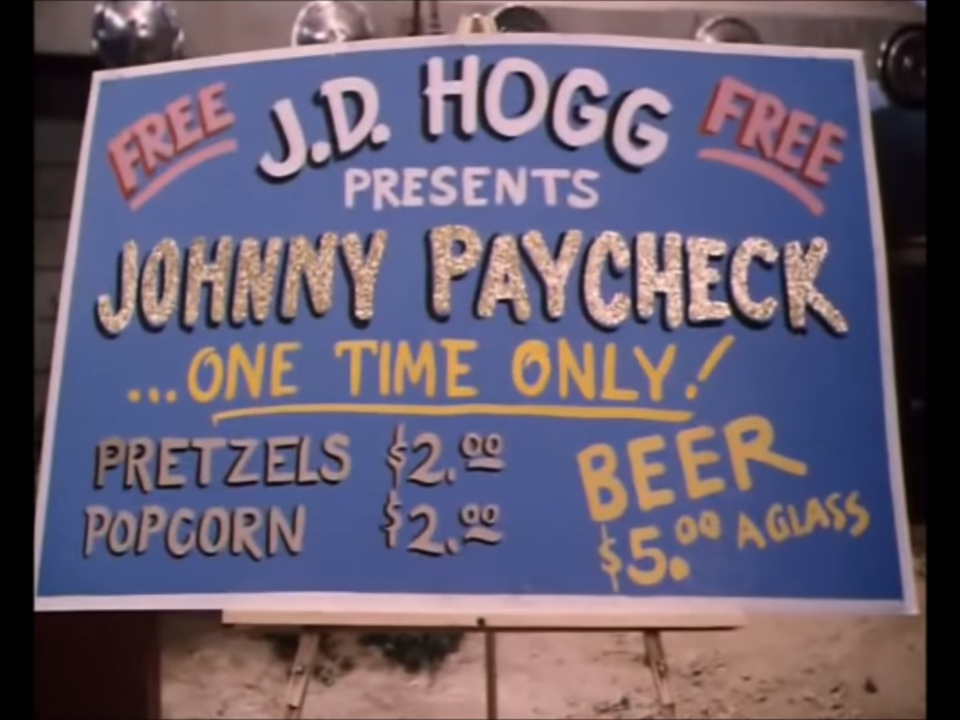 FREE J.D. HOGG FREE
PRESENTS
JOHNNY PAYCHECK
...ONE TIME ONLY!
PRETZELS $2.00
POPCORN $2.00
BEER
$5.00 A GLASS